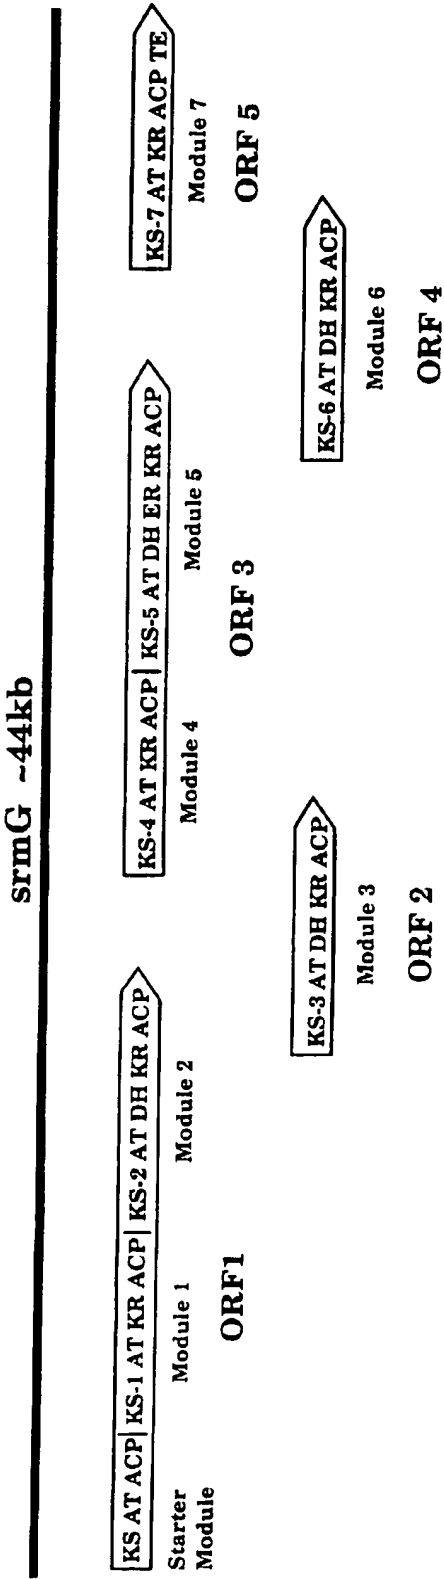 srmG ~44kb
KS AT ACP KS-1 AT KR ACP KS-2 AT DH KR ACP
Starter
Module
Module 1
Module 2
ORF1
KS-3 AT DH KR ACP
Module 3
ORF 2
KS-4 AT KR ACP KS-5 AT DH ER KR ACP
Module 4
Module 5
ORF 3
KS-6 AT DH KR ACP
Module 6
ORF 4
KS-7 AT KR ACP TE
Module 7
ORF 5